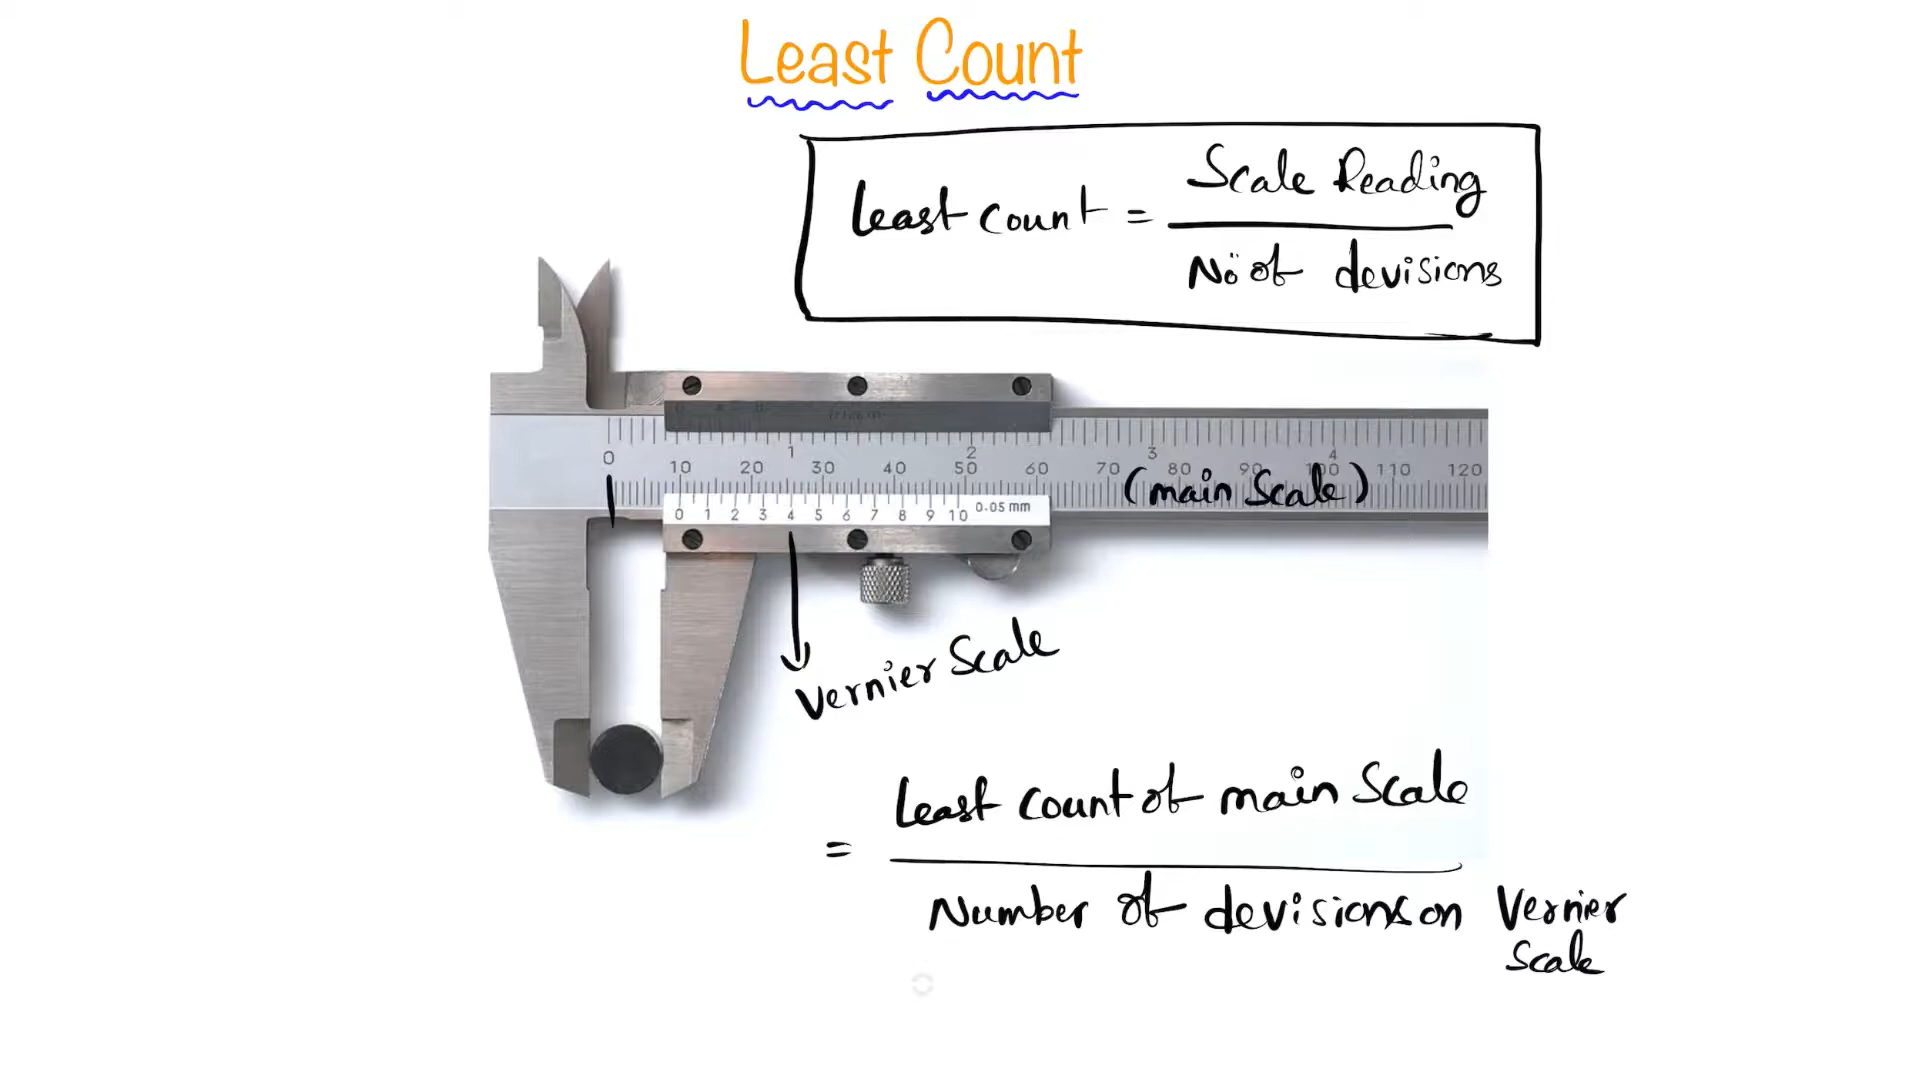 Least Count
Least count = Scale Reading
No of devisions
0 1 2 3 4
10 20 30 40 50 60 70 80 90 100 110 120
(main Scale)
0 1 2 3 4 5 6 7 8 9 10 0.05 mm
Vernier Scale
= Least count of main Scale
Number of devisions on Vernier
Scale